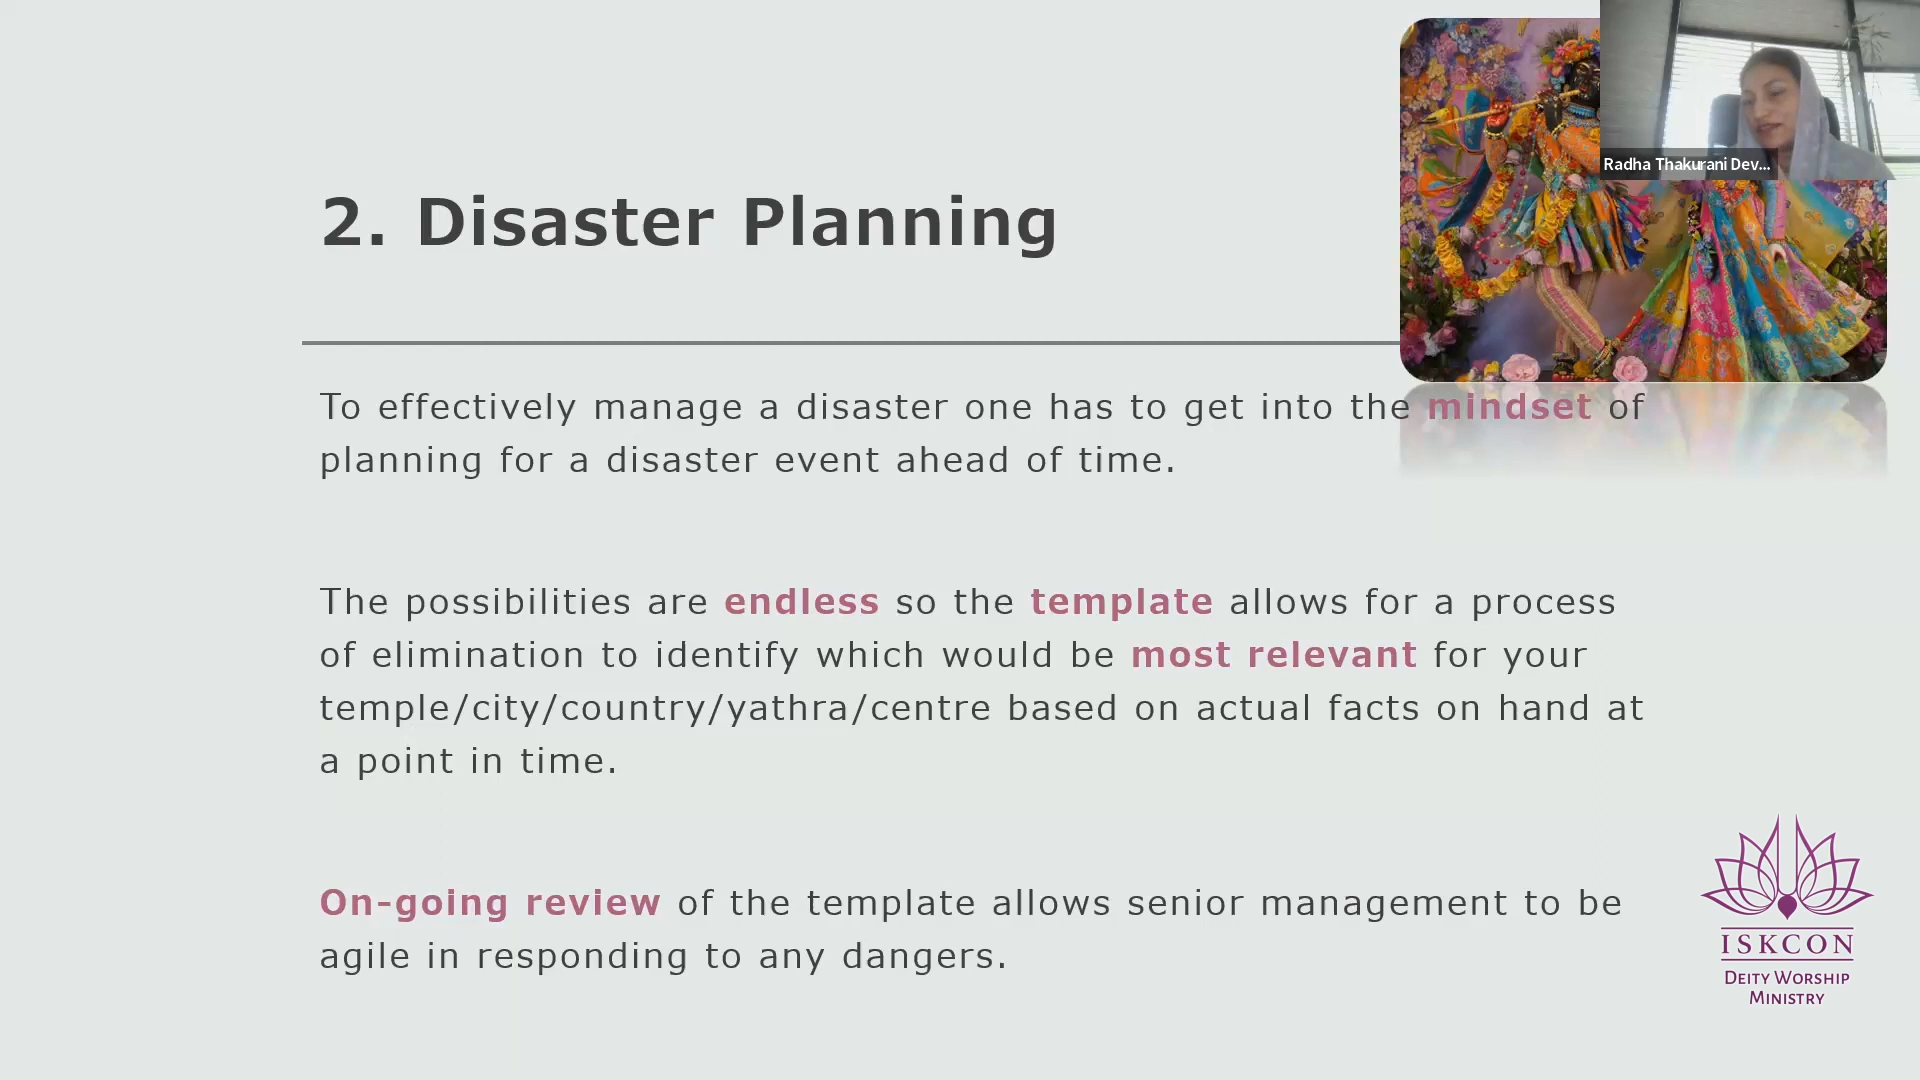 Radha Thakurani Dev...
2. Disaster Planning
To effectively manage a disaster one has to get into the mindset of
planning for a disaster event ahead of time.
The possibilities are endless so the template allows for a process
of elimination to identify which would be most relevant for your
temple/city/country/yathra/centre based on actual facts on hand at
a point in time.
On-going review of the template allows senior management to be
agile in responding to any dangers.
ISKCON
DEITY WORSHIP
MINISTRY